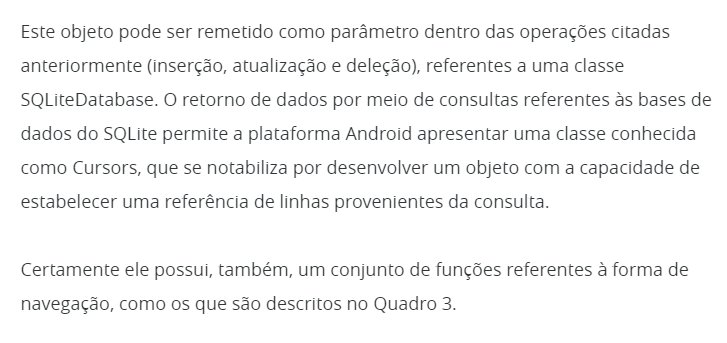 Este objeto pode ser remetido como parâmetro dentro das operações citadas
anteriormente (inserção, atualização e deleção), referentes a uma classe
SQLiteDatabase. O retorno de dados por meio de consultas referentes às bases de
dados do SQLite permite a plataforma Android apresentar uma classe conhecida
como Cursors, que se notabiliza por desenvolver um objeto com a capacidade de
estabelecer uma referência de linhas provenientes da consulta.
Certamente ele possui, também, um conjunto de funções referentes à forma de
navegação, como os que são descritos no Quadro 3.